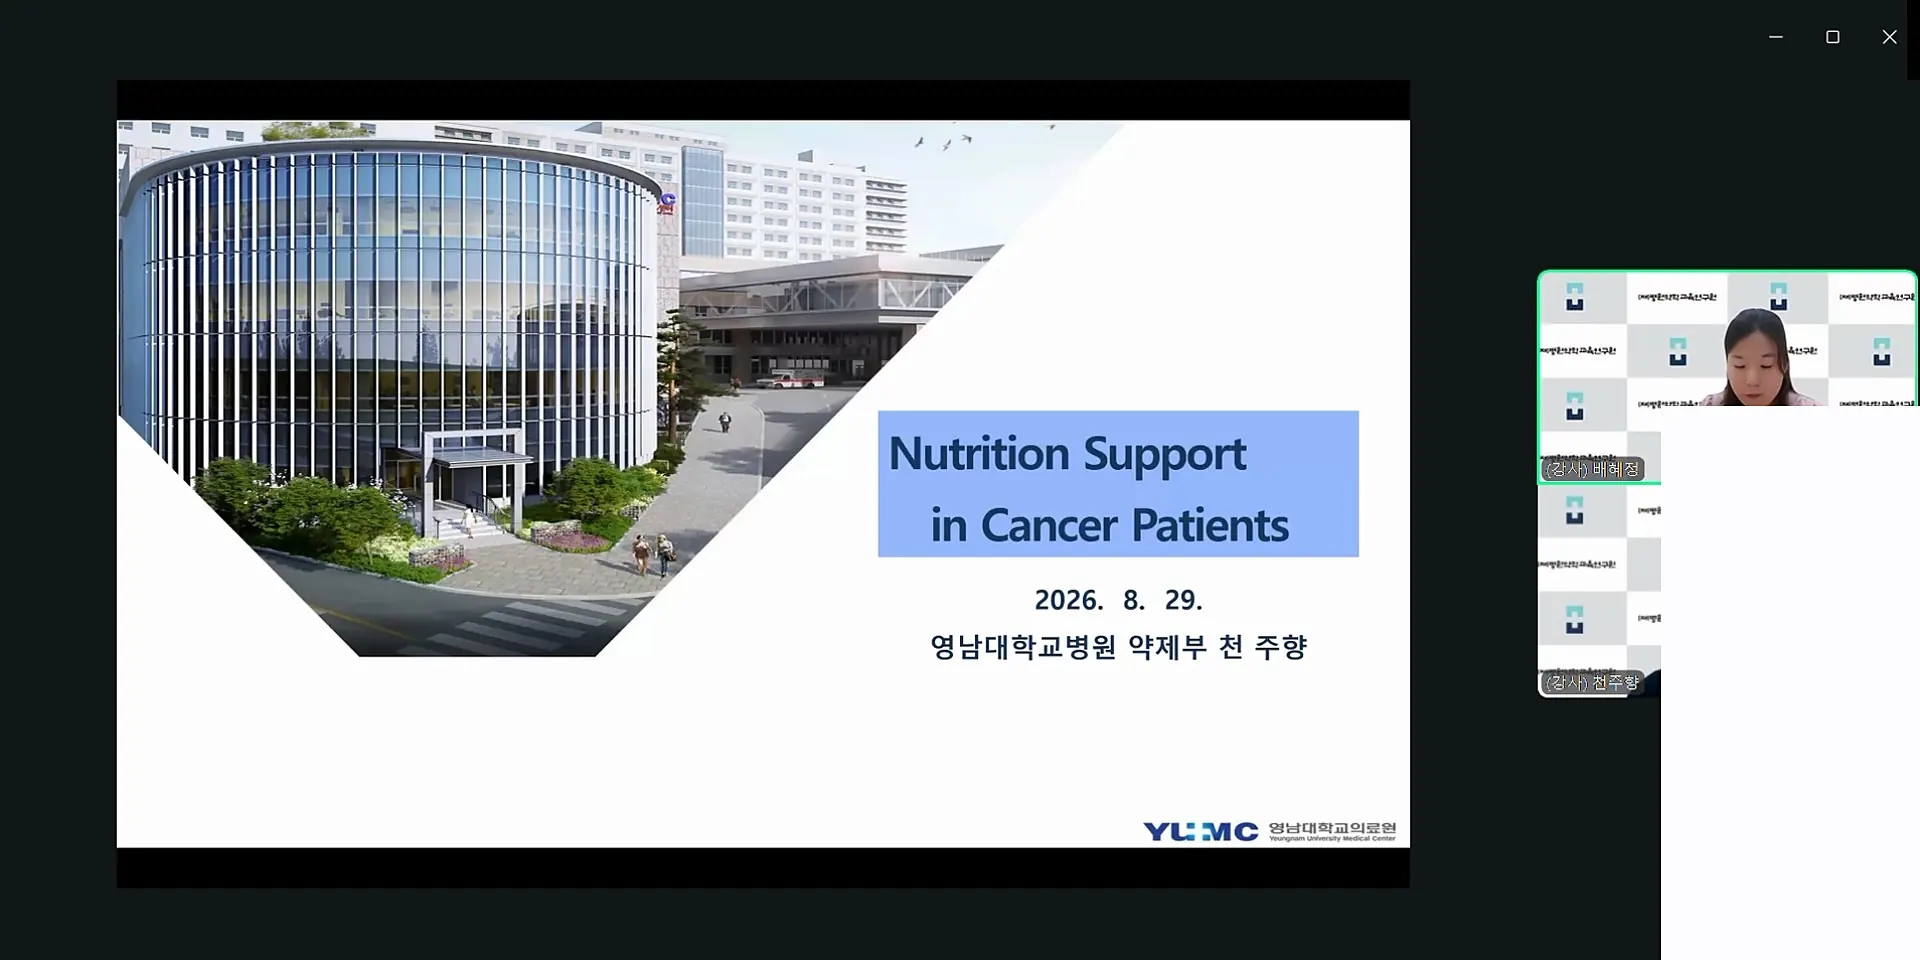 Nutrition Support
in Cancer Patients
2026. 8. 29.
영남대학교병원 약제부 천 주향
YUMC 영남대학교의료원
Yeungnam University Medical Center
(강사) 배혜정
(강사) 천주향